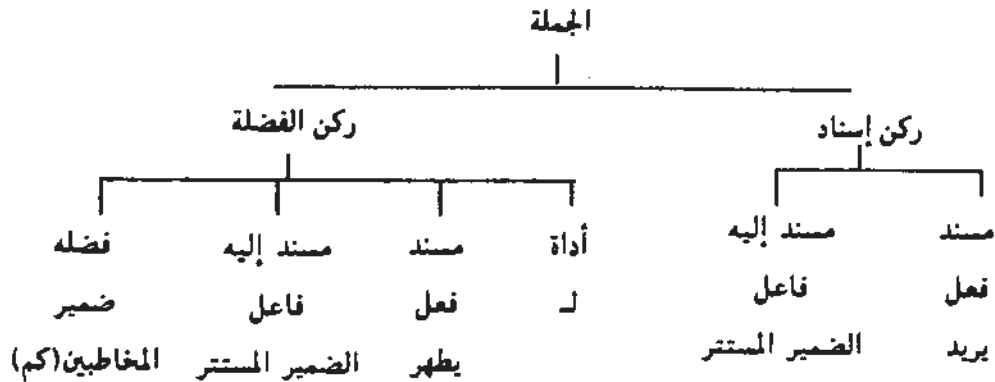 الجملة
ركن إسناد ركن الفضلة
مسند مسند إليه أداة مسند مسند إليه فضله
فعل فاعل لـ فعل فاعل ضمير
يريد الضمير المستتر يطهر الضمير المستتر المخاطبين(كم)